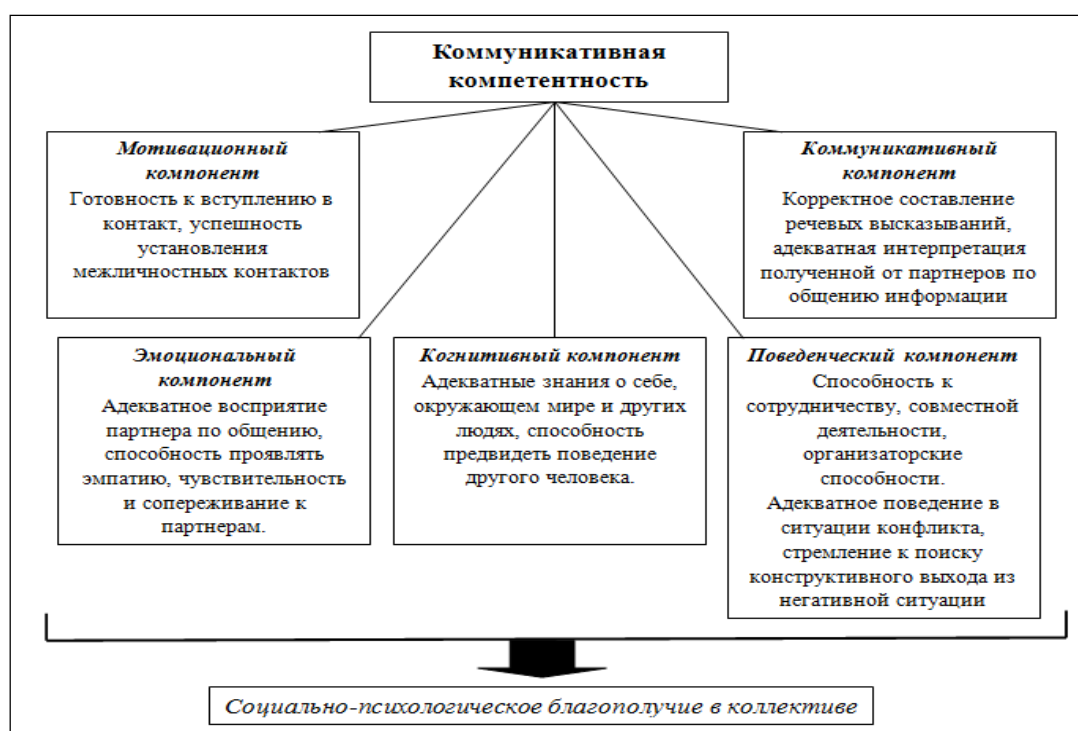 Коммуникативная
компетентность
Мотивационный
компонент
Готовность к вступлению в
контакт, успешность
установления
межличностных контактов
Коммуникативный
компонент
Корректное составление
речевых высказываний,
адекватная интерпретация
полученной от партнеров по
общению информации
Эмоциональный
компонент
Адекватное восприятие
партнера по общению,
способность проявлять
эмпатию, чувствительность
и сопереживание к
партнерам.
Когнитивный компонент
Адекватные знания о себе,
окружающем мире и других
людях, способность
предвидеть поведение
другого человека.
Поведенческий компонент
Способность к
сотрудничеству, совместной
деятельности,
организаторские
способности.
Адекватное поведение в
ситуации конфликта,
стремление к поиску
конструктивного выхода из
негативной ситуации
Социально-психологическое благополучие в коллективе